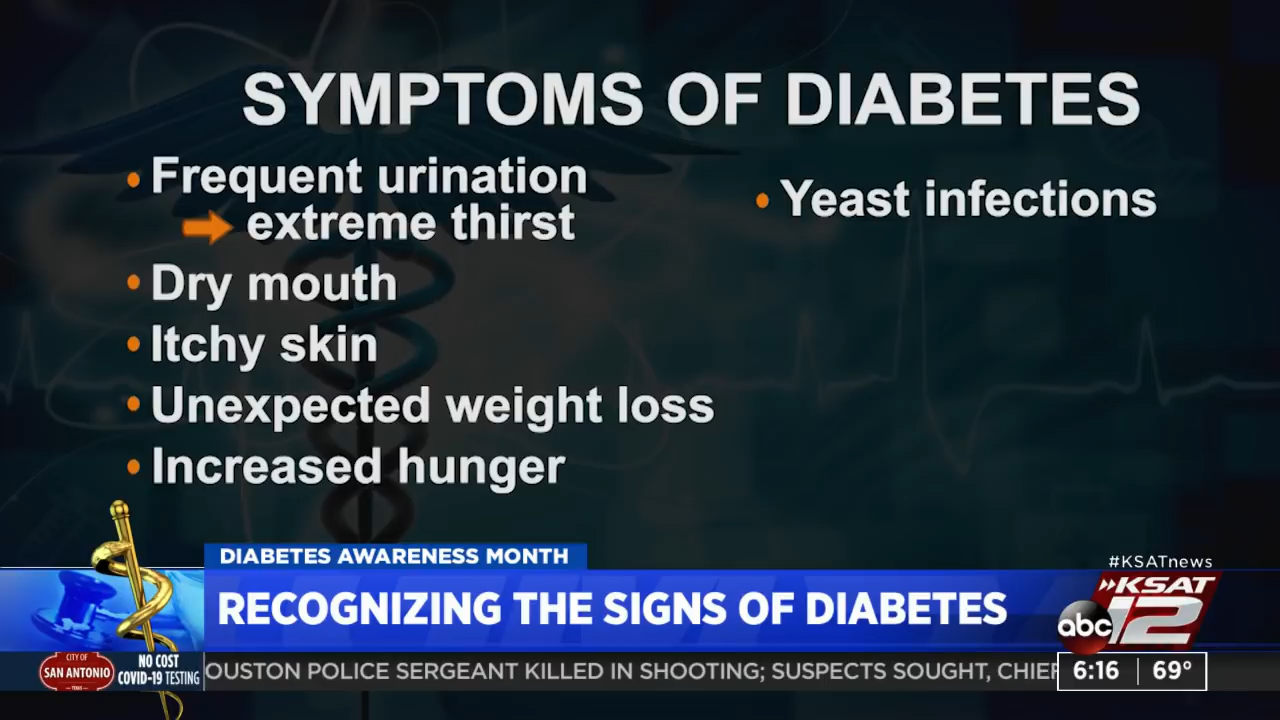 SYMPTOMS OF DIABETES
• Frequent urination
extreme thirst
• Dry mouth
• Itchy skin
• Unexpected weight loss
• Increased hunger
• Yeast infections
DIABETES AWARENESS MONTH
RECOGNIZING THE SIGNS OF DIABETES
#KSATnews
KSAT
abc 12
CITY OF
SAN ANTONIO
TEXAS
NO COST
COVID-19 TESTING
OUSTON POLICE SERGEANT KILLED IN SHOOTING; SUSPECTS SOUGHT, CHIEF
6:16 69°